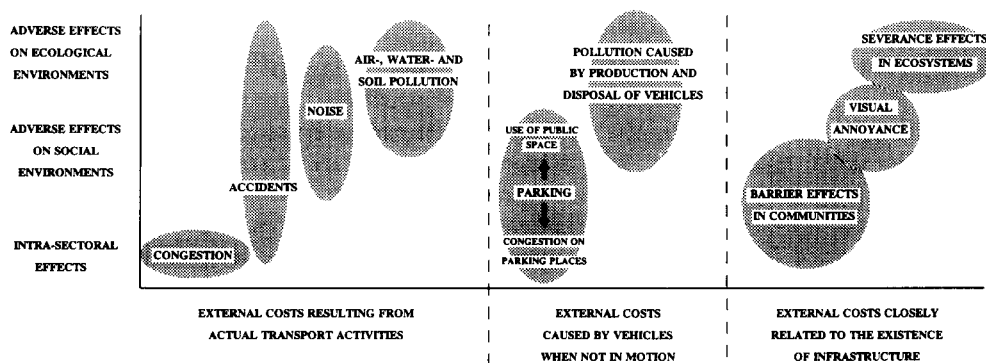 ADVERSE EFFECTS
ON ECOLOGICAL
ENVIRONMENTS
ADVERSE EFFECTS
ON SOCIAL
ENVIRONMENTS
INTRA-SECTORAL
EFFECTS
CONGESTION
ACCIDENTS
NOISE
AIR-, WATER- AND
SOIL POLLUTION
USE OF PUBLIC
SPACE
PARKING
CONGESTION ON
PARKING PLACES
POLLUTION CAUSED
BY PRODUCTION AND
DISPOSAL OF VEHICLES
SEVERANCE EFFECTS
IN ECOSYSTEMS
VISUAL
ANNOYANCE
BARRIER EFFECTS
IN COMMUNITIES
EXTERNAL COSTS RESULTING FROM
ACTUAL TRANSPORT ACTIVITIES
EXTERNAL COSTS
CAUSED BY VEHICLES
WHEN NOT IN MOTION
EXTERNAL COSTS CLOSELY
RELATED TO THE EXISTENCE
OF INFRASTRUCTURE